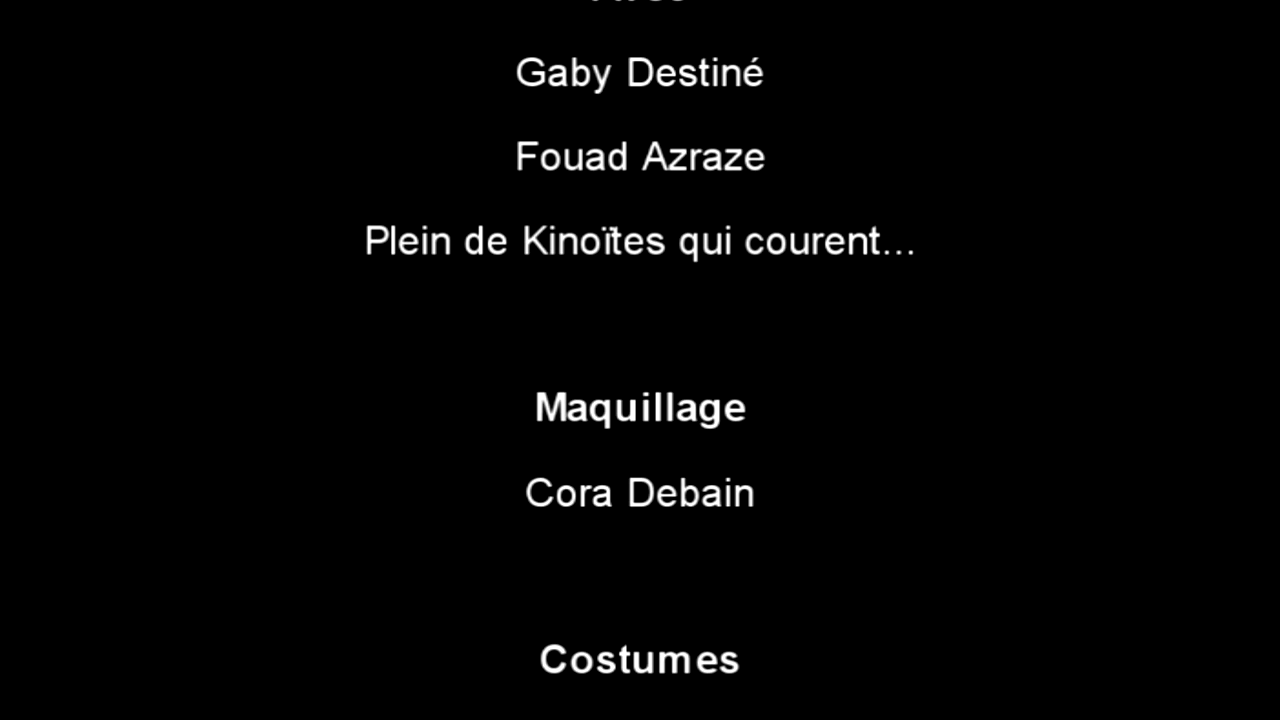 Gaby Destiné
Fouad Azraze
Plein de Kinoïtes qui courent...
Maquillage
Cora Debain
Costumes